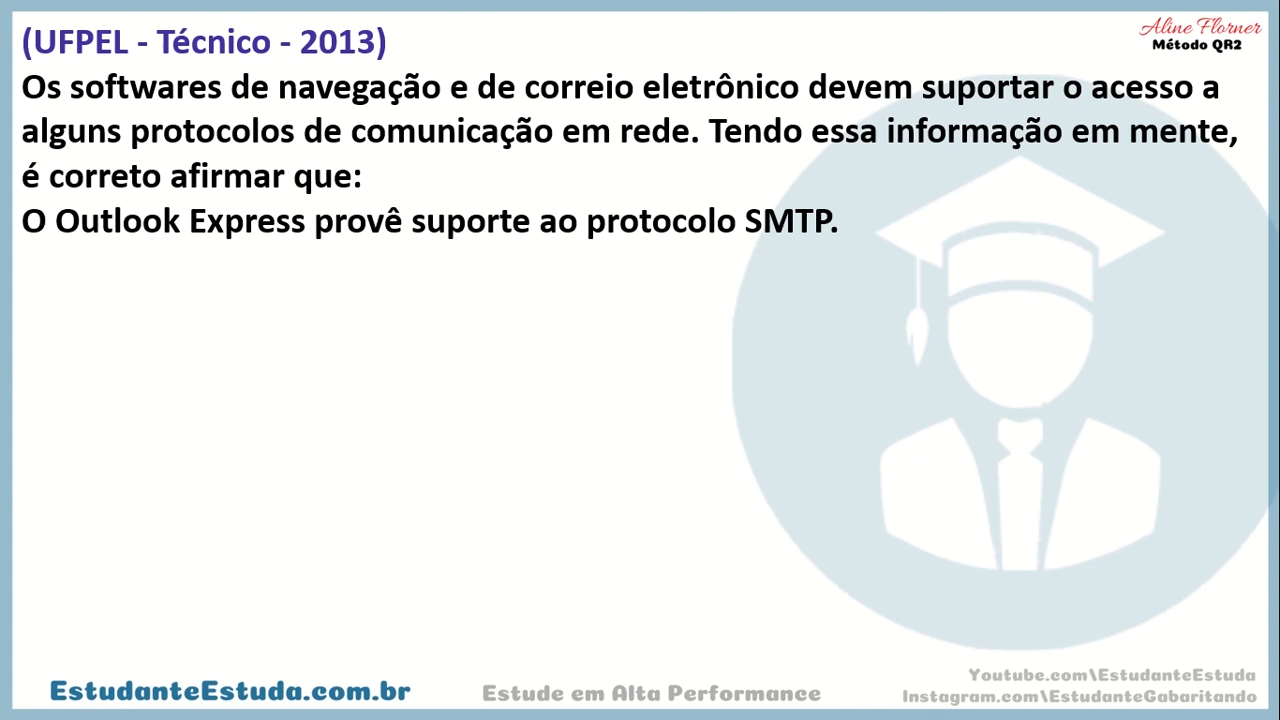 (UFPEL - Técnico - 2013)
Aline Florner
Método QR2
Os softwares de navegação e de correio eletrônico devem suportar o acesso a
alguns protocolos de comunicação em rede. Tendo essa informação em mente,
é correto afirmar que:
O Outlook Express provê suporte ao protocolo SMTP.
EstudanteEstuda.com.br
Estude em Alta Performance
Youtube.com\EstudanteEstuda
Instagram.com\EstudanteGabaritando